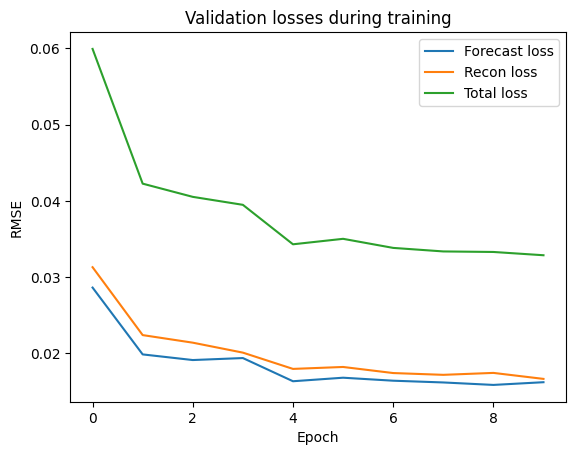 Validation losses during training
0.06
0.05
0.04
0.03
0.02
RMSE
Forecast loss
Recon loss
Total loss
0
2
4
6
8
Epoch